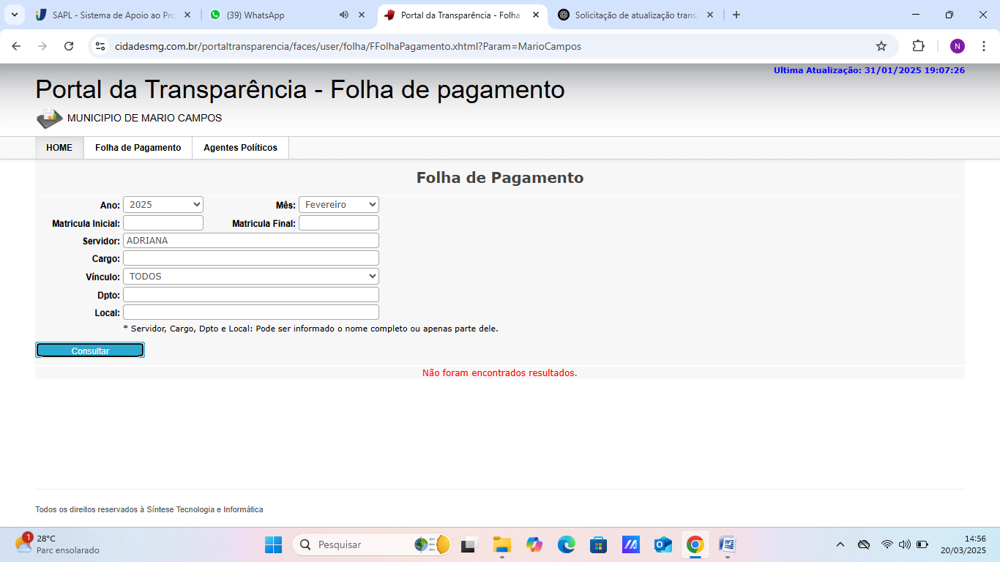 SAPL - Sistema de Apoio ao Pro
(39) WhatsApp
Portal da Transparência - Folha
Solicitação de atualização trans
cidadesmg.com.br/portaltransparencia/faces/user/folha/FFolhaPagamento.xhtml?Param=MarioCampos
N
Ultima Atualização: 31/01/2025 19:07:26
Portal da Transparência - Folha de pagamento
MUNICIPIO DE MARIO CAMPOS
HOME Folha de Pagamento Agentes Políticos
Folha de Pagamento
Ano: 2025 Mês: Fevereiro
Matricula Inicial: Matricula Final:
Servidor: ADRIANA
Cargo:
Vínculo: TODOS
Dpto:
Local:
* Servidor, Cargo, Dpto e Local: Pode ser informado o nome completo ou apenas parte dele.
Consultar
Não foram encontrados resultados.
Todos os direitos reservados à Síntese Tecnologia e Informática
1
28°C
Parc ensolarado
Pesquisar
14:56
20/03/2025